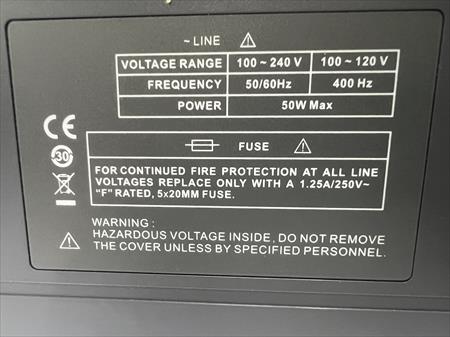 ~ LINE
VOLTAGE RANGE 100 ~ 240 V 100 ~ 120 V
FREQUENCY 50/60Hz 400 Hz
POWER 50W Max
CE
30
FUSE
FOR CONTINUED FIRE PROTECTION AT ALL LINE
VOLTAGES REPLACE ONLY WITH A 1.25A/250V~
"F" RATED, 5x20MM FUSE.
WARNING :
HAZARDOUS VOLTAGE INSIDE, DO NOT REMOVE
THE COVER UNLESS BY SPECIFIED PERSONNEL.